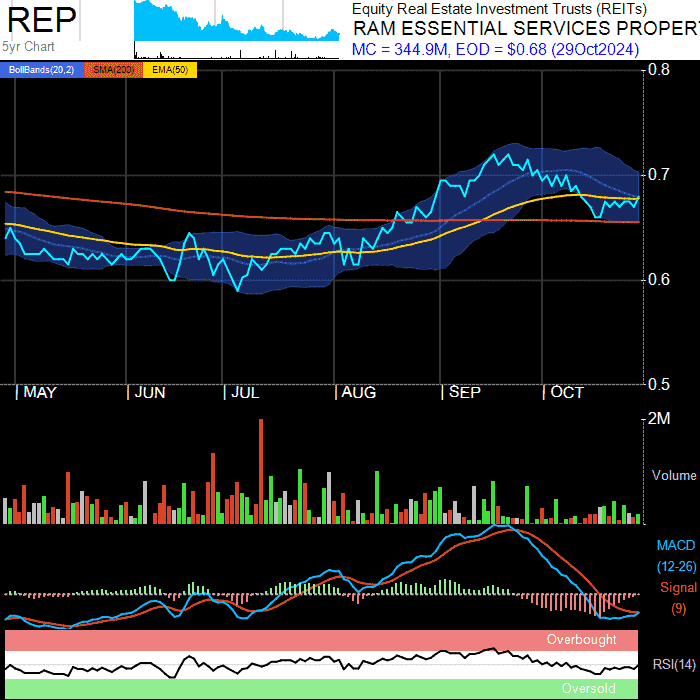 REP
5yr Chart
Equity Real Estate Investment Trusts (REITs)
RAM ESSENTIAL SERVICES PROPER
MC = 344.9M, EOD = $0.68 (29Oct2024)
BollBands(20,2) SMA(200) EMA(50)
0.8
0.7
0.6
0.5
MAY JUN JUL AUG SEP OCT
2M
Volume
MACD
(12-26)
Signal
(9)
Overbought
RSI(14)
Oversold